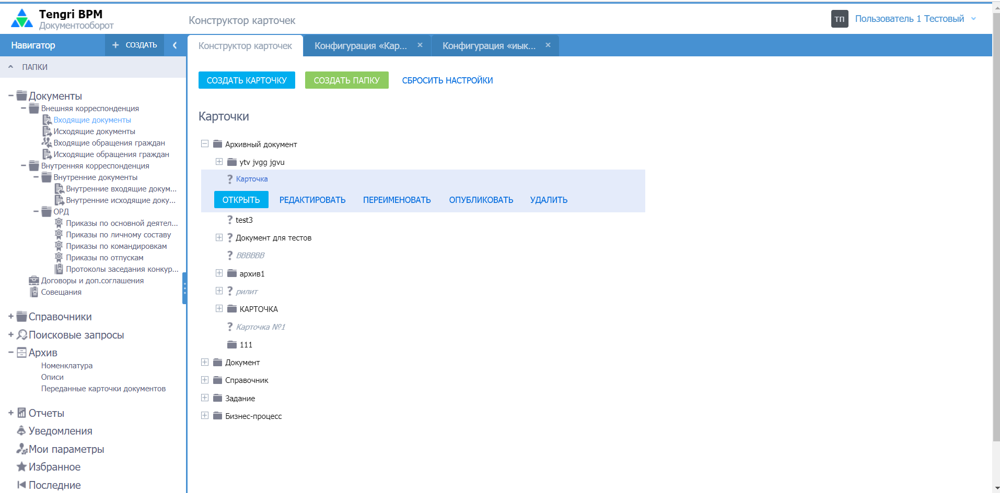 Tengri BPM
Документооборот
Конструктор карточек
ТП
Пользователь 1 Тестовый
Навигатор
+ СОЗДАТЬ
Конструктор карточек
Конфигурация «Кар...
Конфигурация «иык...
ПАПКИ
Документы
Внешняя корреспонденция
Входящие документы
Исходящие документы
Входящие обращения граждан
Исходящие обращения граждан
Внутренняя корреспонденция
Внутренние документы
Внутренние входящие докум...
Внутренние исходящие доку...
ОРД
Приказы по основной деятел...
Приказы по личному составу
Приказы по командировкам
Приказы по отпускам
Протоколы заседания конкур...
Договоры и доп.соглашения
Совещания
Справочники
Поисковые запросы
Архив
Номенклатура
Описи
Переданные карточки документов
Отчеты
Уведомления
Мои параметры
Избранное
Последние
СОЗДАТЬ КАРТОЧКУ
СОЗДАТЬ ПАПКУ
СБРОСИТЬ НАСТРОЙКИ
Карточки
Архивный документ
ytv jvgg jgvu
? Карточка
ОТКРЫТЬ
РЕДАКТИРОВАТЬ
ПЕРЕИМЕНОВАТЬ
ОПУБЛИКОВАТЬ
УДАЛИТЬ
? test3
? Документ для тестов
? BBBBBB
архив1
? рилит
КАРТОЧКА
? Карточка №1
111
Документ
Справочник
Задание
Бизнес-процесс